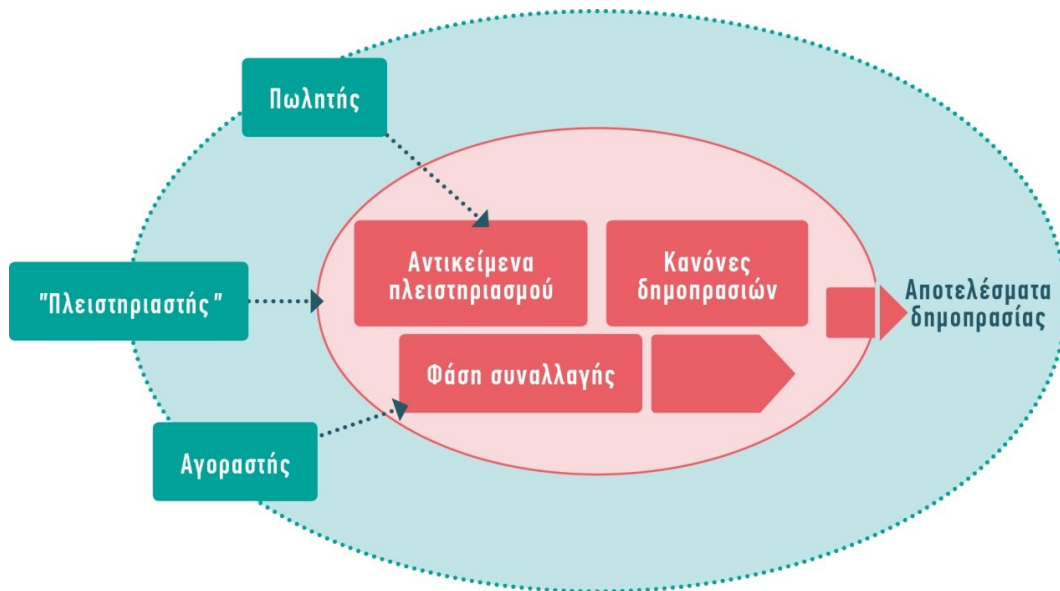 Πωλητής
Αντικείμενα
πλειστηριασμού
Κανόνες
δημοπρασιών
"Πλειστηριαστής"
Αποτελέσματα
δημοπρασίας
Φάση συναλλαγής
Αγοραστής